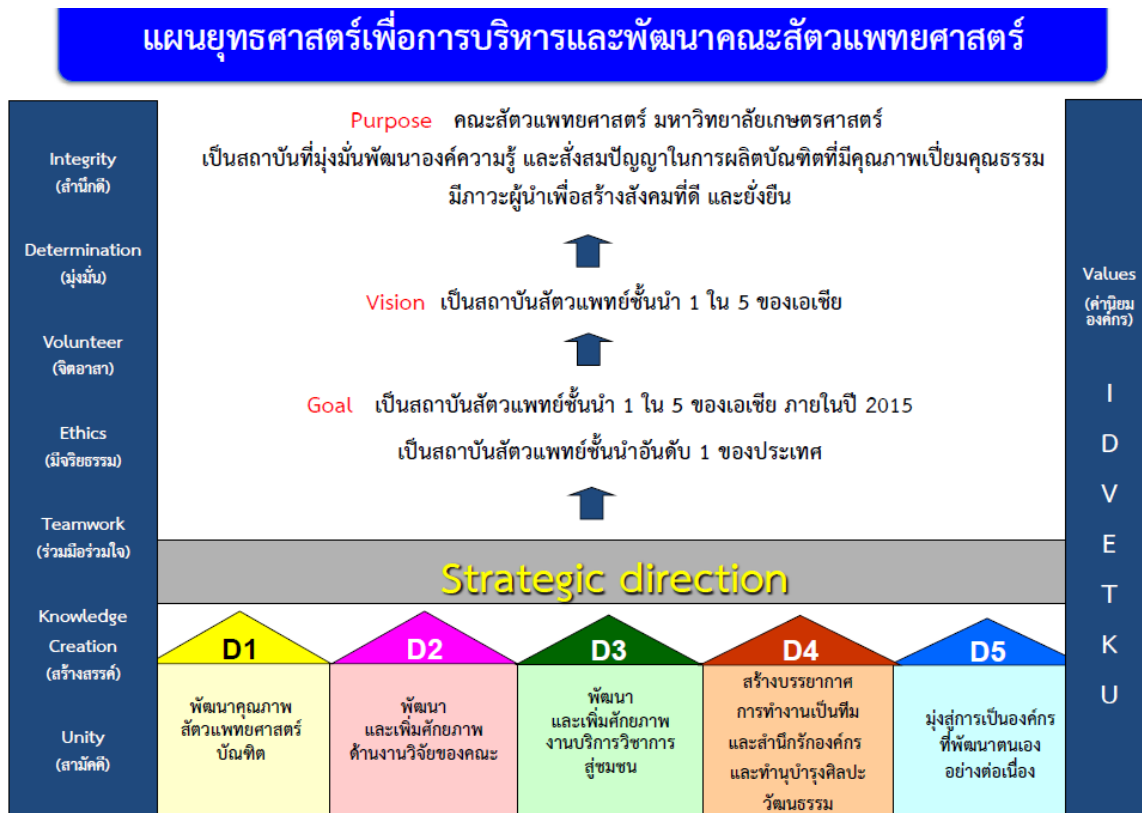 แผนยุทธศาสตร์เพื่อการบริหารและพัฒนาคณะสัตวแพทยศาสตร์
Integrity
(สำนึกดี)
Determination
(มุ่งมั่น)
Volunteer
(จิตอาสา)
Ethics
(มีจริยธรรม)
Teamwork
(ร่วมมือร่วมใจ)
Knowledge
Creation
(สร้างสรรค์)
Unity
(สามัคคี)
Purpose คณะสัตวแพทยศาสตร์ มหาวิทยาลัยเกษตรศาสตร์
เป็นสถาบันที่มุ่งมั่นพัฒนาองค์ความรู้ และสั่งสมปัญญาในการผลิตบัณฑิตที่มีคุณภาพเปี่ยมคุณธรรม
มีภาวะผู้นำเพื่อสร้างสังคมที่ดี และยั่งยืน
Vision เป็นสถาบันสัตวแพทย์ชั้นนำ 1 ใน 5 ของเอเชีย
Goal เป็นสถาบันสัตวแพทย์ชั้นนำ 1 ใน 5 ของเอเชีย ภายในปี 2015
เป็นสถาบันสัตวแพทย์ชั้นนำอันดับ 1 ของประเทศ
Strategic direction
D1
พัฒนาคุณภาพ
สัตวแพทยศาสตร์
บัณฑิต
D2
พัฒนา
และเพิ่มศักยภาพ
ด้านงานวิจัยของคณะ
D3
พัฒนา
และเพิ่มศักยภาพ
งานบริการวิชาการ
สู่ชมชน
D4
สร้างบรรยากาศ
การทำงานเป็นทีม
และสำนึกรักองค์กร
และทำนุบำรุงศิลปะ
วัฒนธรรม
D5
มุ่งสู่การเป็นองค์กร
ที่พัฒนาตนเอง
อย่างต่อเนื่อง
Values
(ค่านิยม
องค์กร)
I
D
V
E
T
K
U